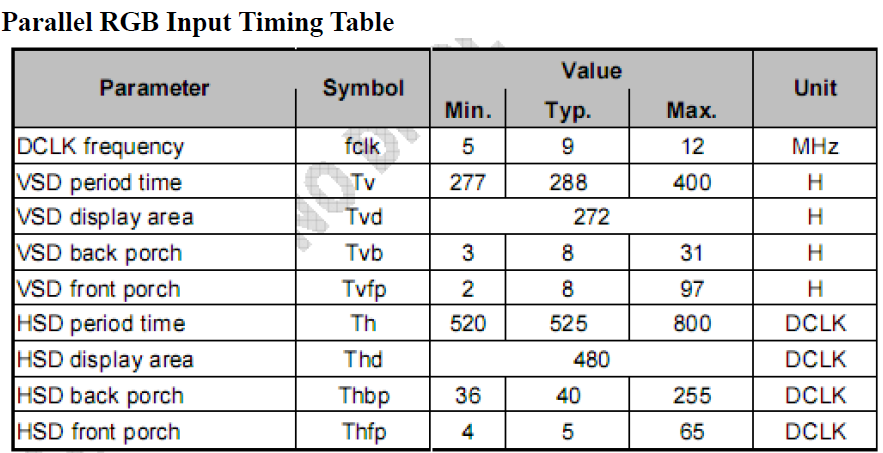 Parallel RGB Input Timing Table
Parameter Symbol Value Unit
Min. Typ. Max.
DCLK frequency fclk 5 9 12 MHz
VSD period time Tv 277 288 400 H
VSD display area Tvd 272 H
VSD back porch Tvb 3 8 31 H
VSD front porch Tvfp 2 8 97 H
HSD period time Th 520 525 800 DCLK
HSD display area Thd 480 DCLK
HSD back porch Thbp 36 40 255 DCLK
HSD front porch Thfp 4 5 65 DCLK